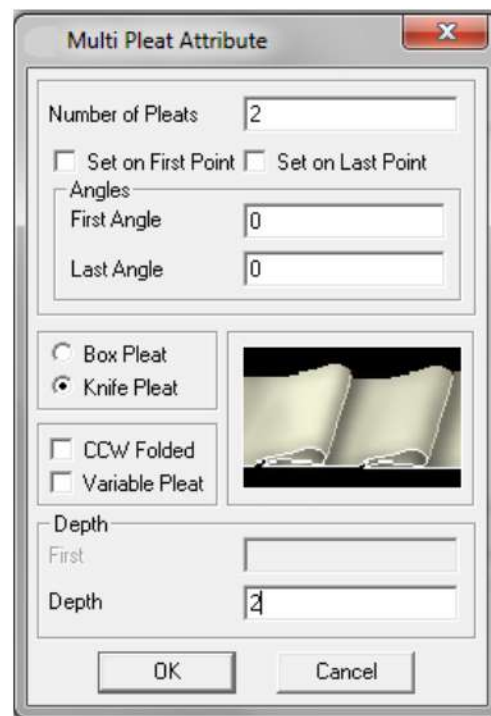 Multi Pleat Attribute
Number of Pleats 2
Set on First Point Set on Last Point
Angles
First Angle 0
Last Angle 0
Box Pleat
Knife Pleat
CCW Folded
Variable Pleat
Depth
First
Depth 2
OK Cancel